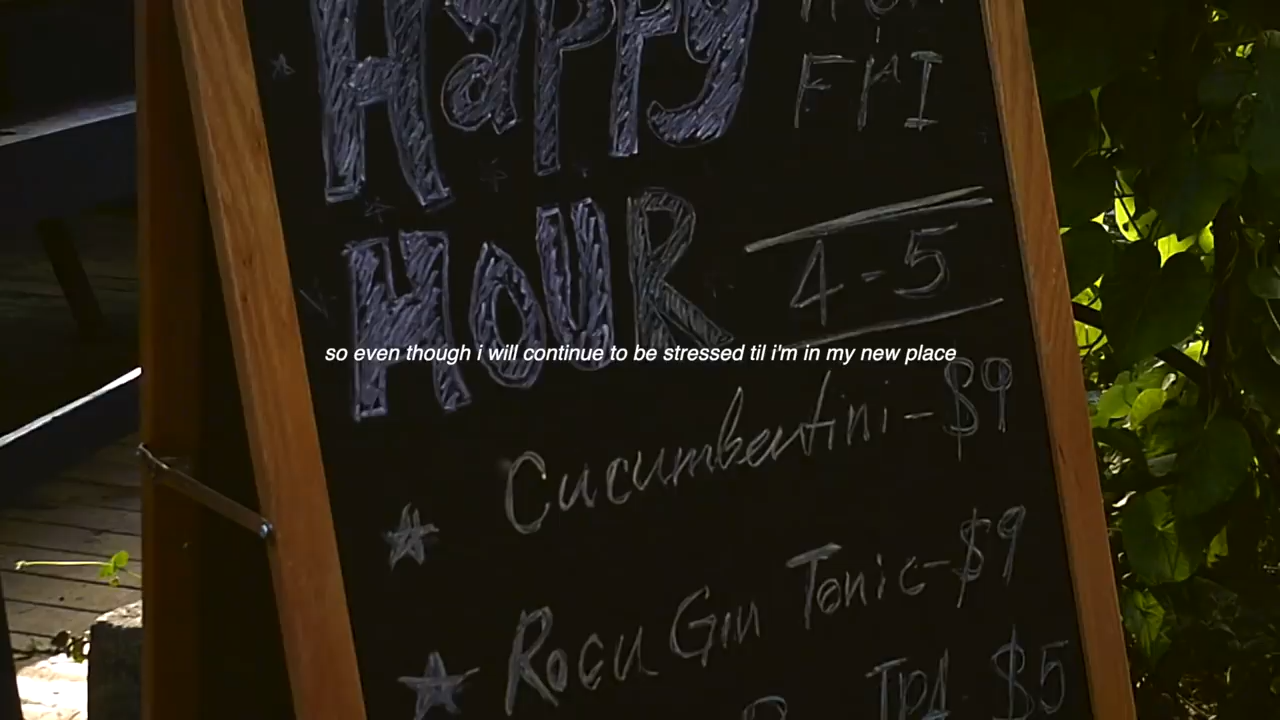 Happy
FRI
HOUR
4-5
so even though i will continue to be stressed til i'm in my new place
Cucumbertini-$9
Rocu Gin Tonic-$9
IPA $5